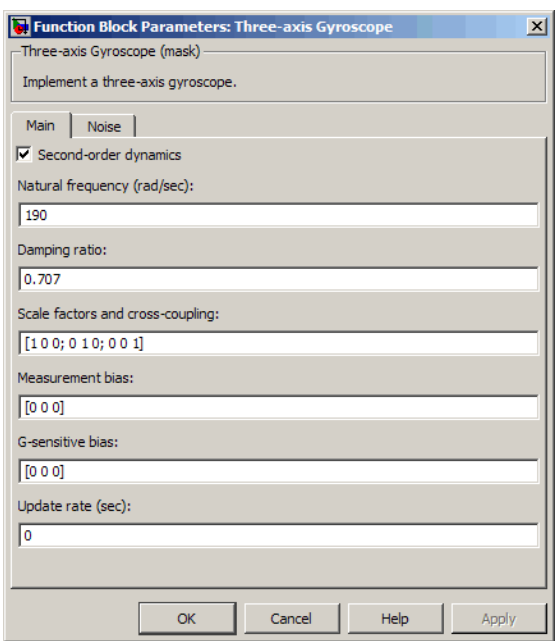 Function Block Parameters: Three-axis Gyroscope
Three-axis Gyroscope (mask)
Implement a three-axis gyroscope.
Main Noise
Second-order dynamics
Natural frequency (rad/sec):
190
Damping ratio:
0.707
Scale factors and cross-coupling:
[1 0 0; 0 1 0; 0 0 1]
Measurement bias:
[0 0 0]
G-sensitive bias:
[0 0 0]
Update rate (sec):
0
OK Cancel Help Apply